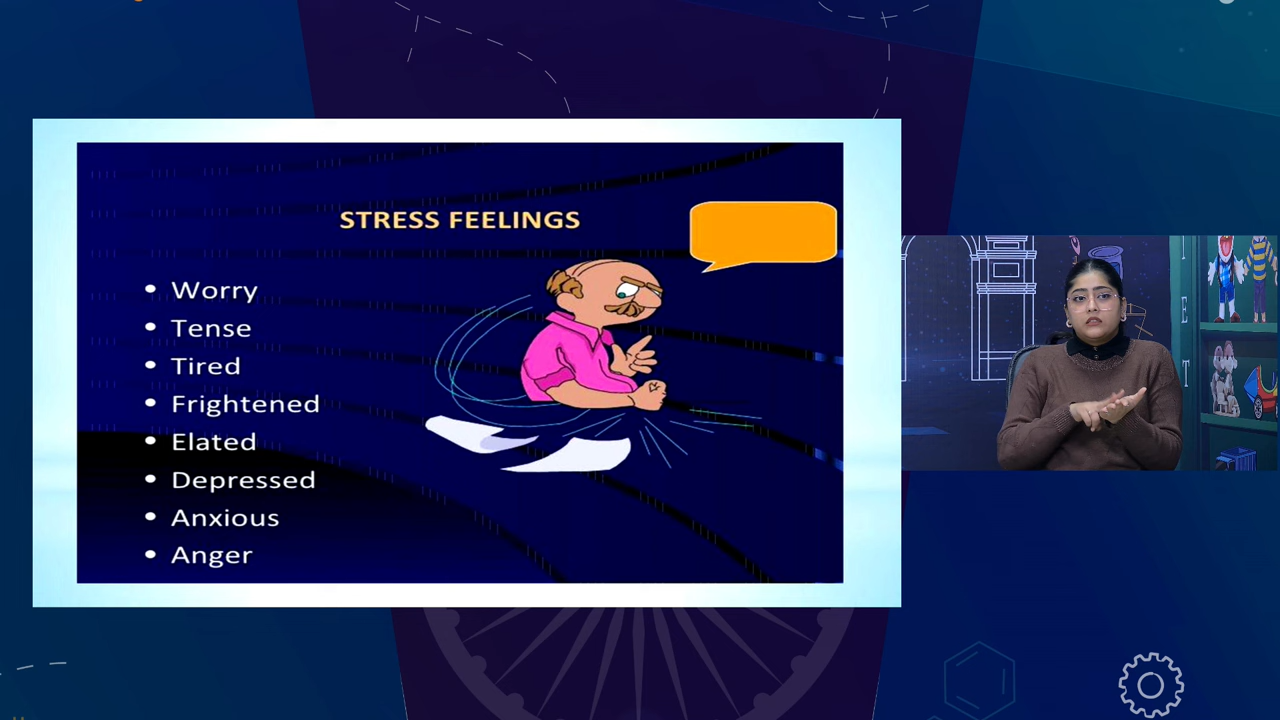 STRESS FEELINGS
• Worry
• Tense
• Tired
• Frightened
• Elated
• Depressed
• Anxious
• Anger
I
E
T